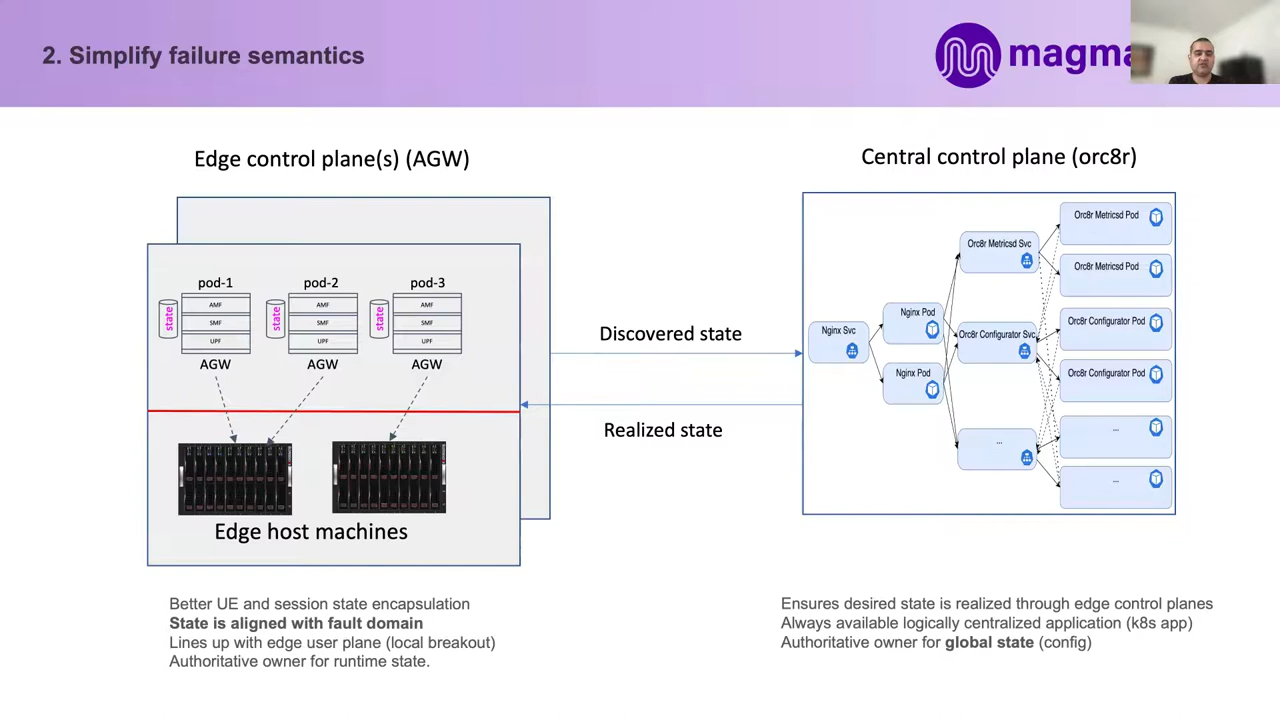 2. Simplify failure semantics
magma
Edge control plane(s) (AGW)
Central control plane (orc8r)
pod-1
pod-2
pod-3
state
AMF
SMF
UPF
state
AMF
SMF
UPF
state
AMF
SMF
UPF
AGW
AGW
AGW
Edge host machines
Discovered state
Realized state
Nginx Svc
Nginx Pod
Nginx Pod
Orc8r Metricsd Svc
Orc8r Configurator Svc
...
Orc8r Metricsd Pod
Orc8r Metricsd Pod
Orc8r Configurator Pod
Orc8r Configurator Pod
...
...
Better UE and session state encapsulation
State is aligned with fault domain
Lines up with edge user plane (local breakout)
Authoritative owner for runtime state.
Ensures desired state is realized through edge control planes
Always available logically centralized application (k8s app)
Authoritative owner for global state (config)